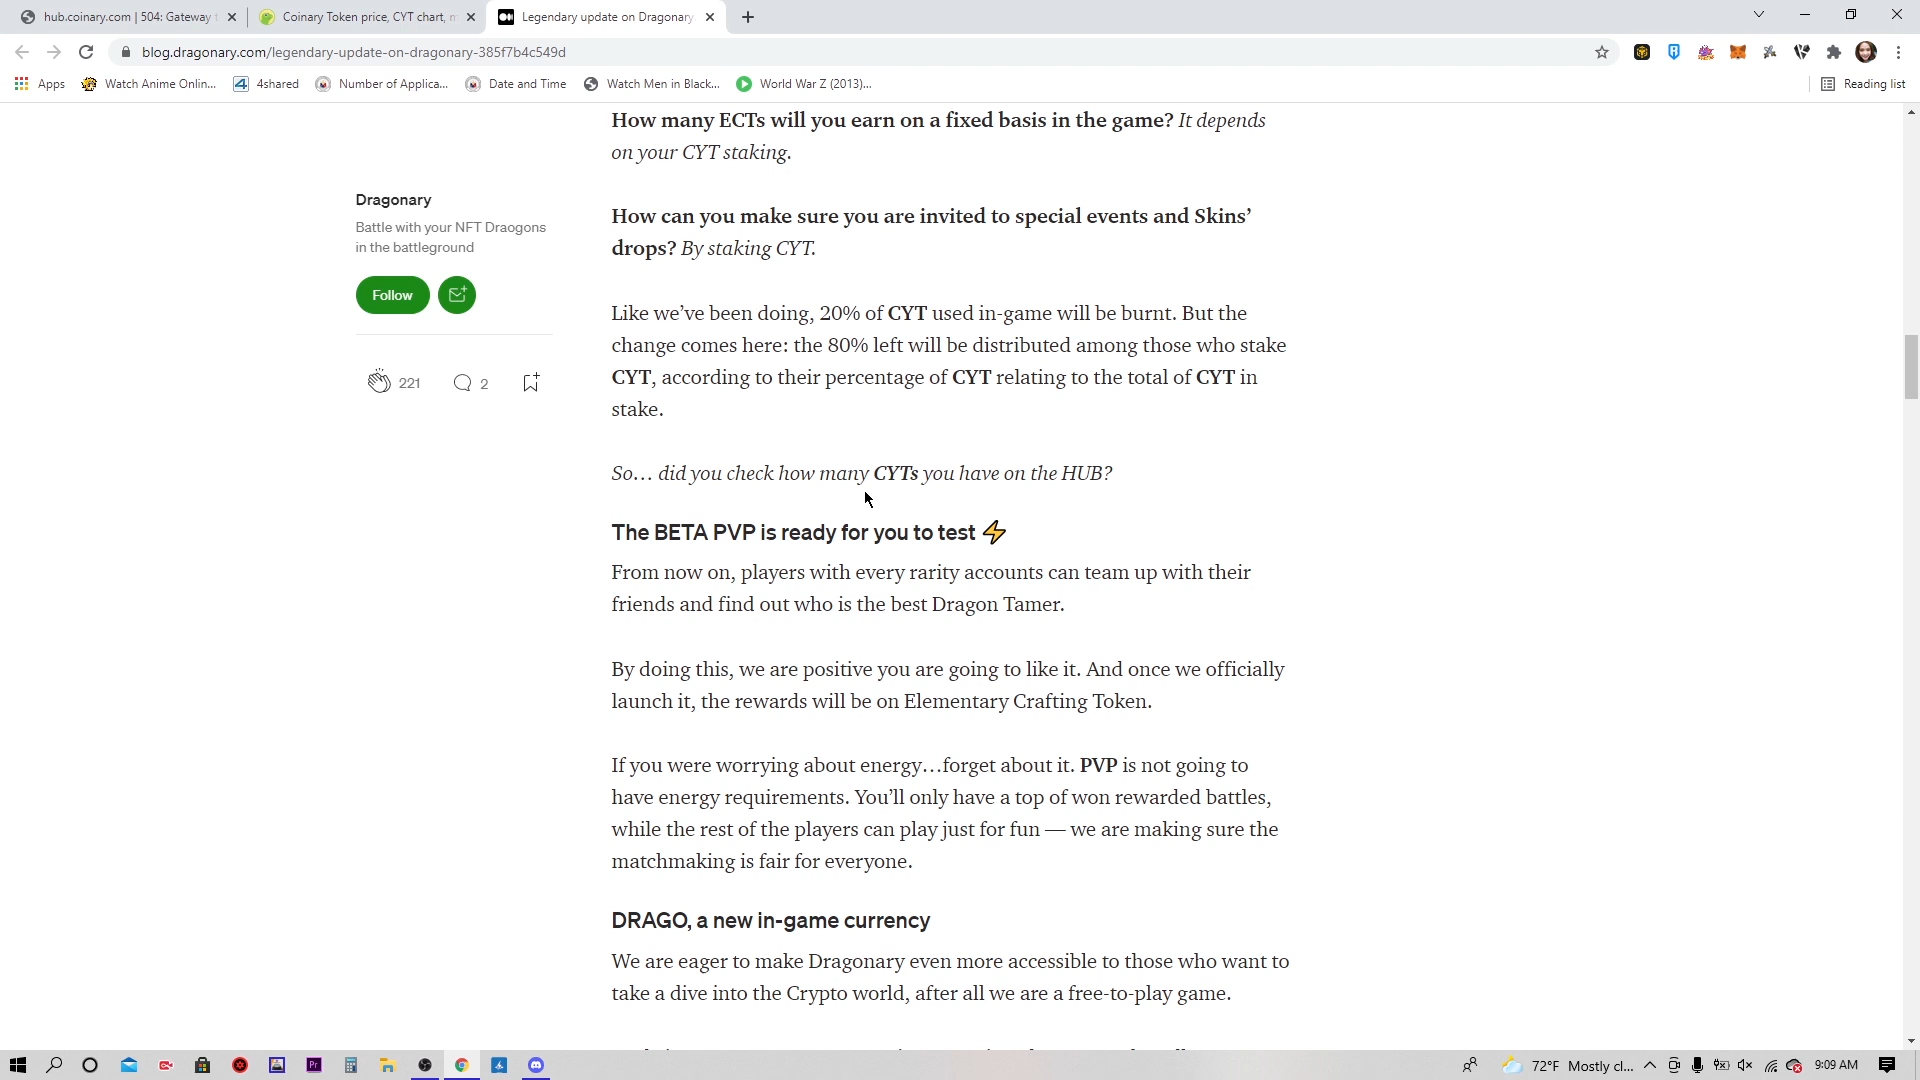 hub.coinary.com | 504: Gateway t
Coinary Token price, CYT chart, m
Legendary update on Dragonary
blog.dragonary.com/legendary-update-on-dragonary-385f7b4c549d
Apps
Watch Anime Onlin...
4shared
Number of Applica...
Date and Time
Watch Men in Black...
World War Z (2013)...
Reading list
How many ECTs will you earn on a fixed basis in the game? It depends
on your CYT staking.
Dragonary
Battle with your NFT Draogons
in the battleground
Follow
221
2
How can you make sure you are invited to special events and Skins’
drops? By staking CYT.
Like we’ve been doing, 20% of CYT used in-game will be burnt. But the
change comes here: the 80% left will be distributed among those who stake
CYT, according to their percentage of CYT relating to the total of CYT in
stake.
So… did you check how many CYTs you have on the HUB?
The BETA PVP is ready for you to test ⚡
From now on, players with every rarity accounts can team up with their
friends and find out who is the best Dragon Tamer.
By doing this, we are positive you are going to like it. And once we officially
launch it, the rewards will be on Elementary Crafting Token.
If you were worrying about energy…forget about it. PVP is not going to
have energy requirements. You’ll only have a top of won rewarded battles,
while the rest of the players can play just for fun — we are making sure the
matchmaking is fair for everyone.
DRAGO, a new in-game currency
We are eager to make Dragonary even more accessible to those who want to
take a dive into the Crypto world, after all we are a free-to-play game.
Pr
72°F Mostly cl...
9:09 AM